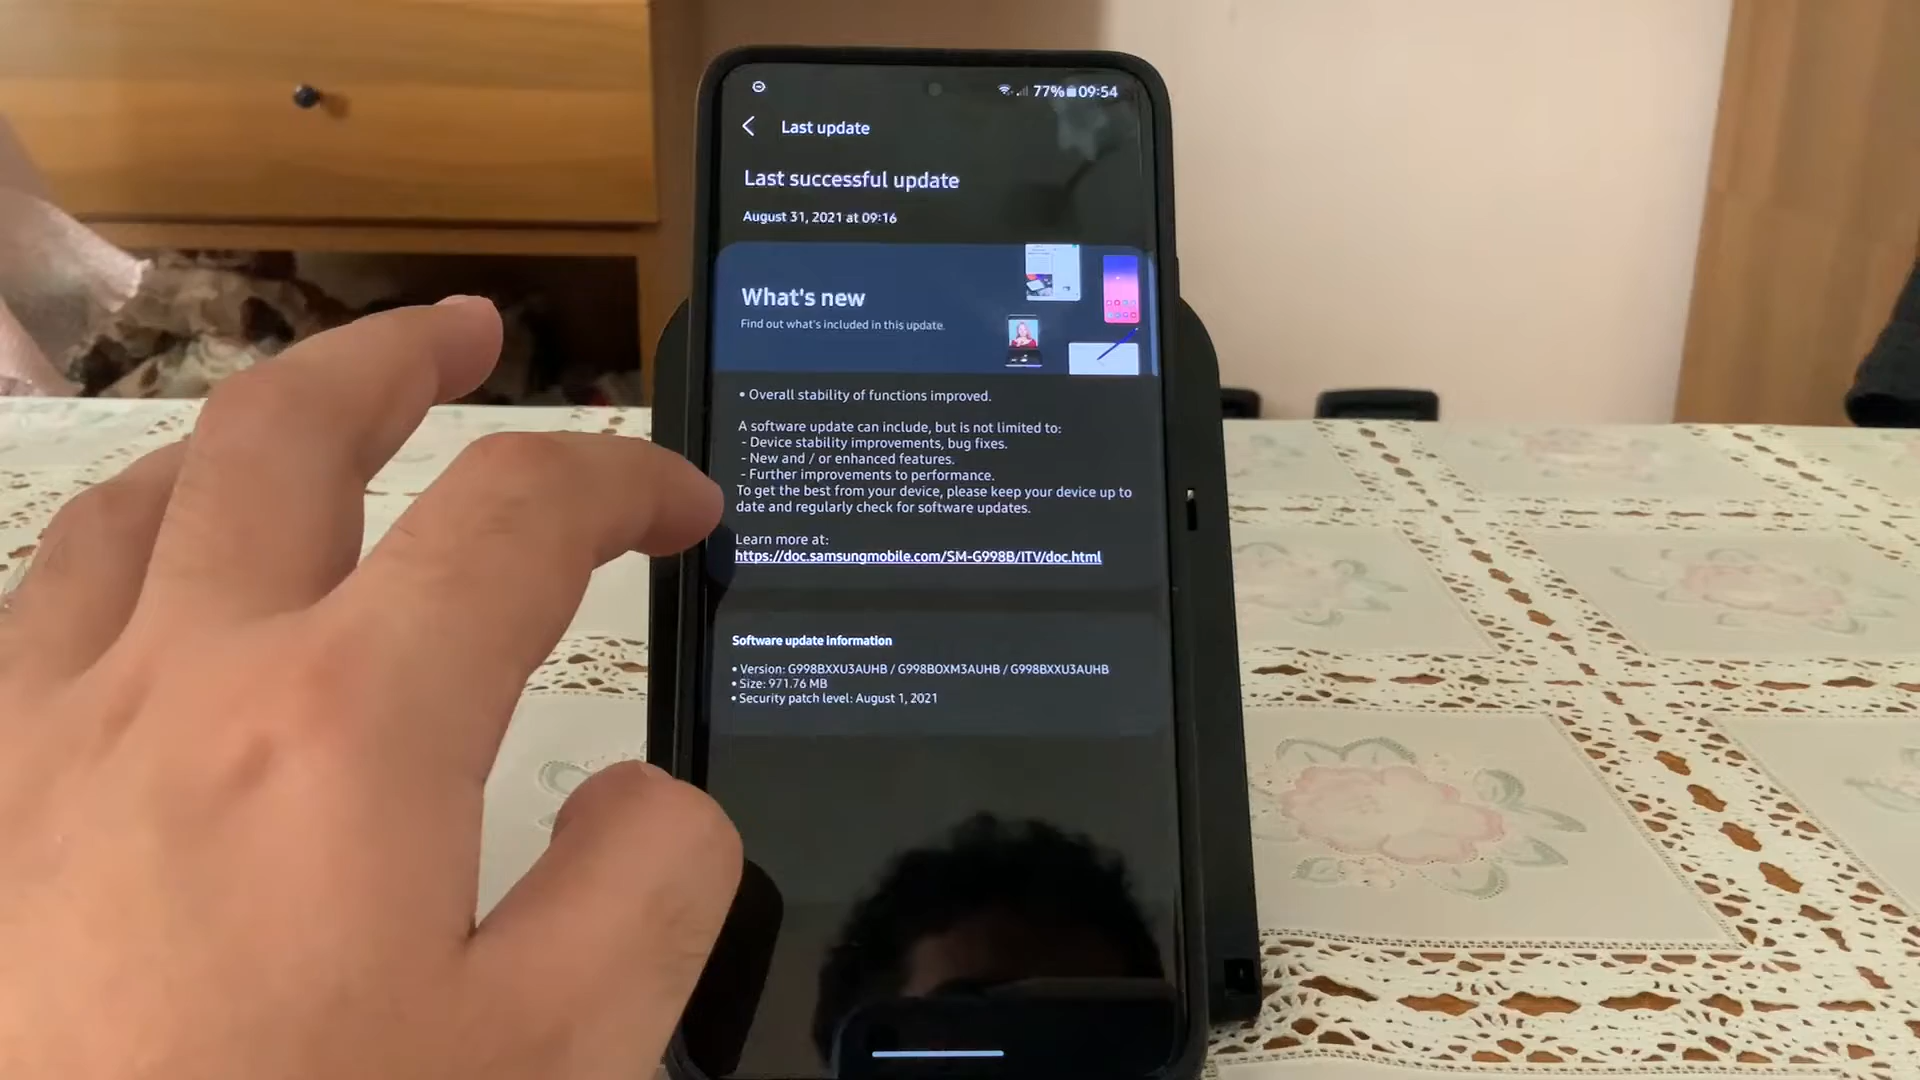 77% 09:54
Last update
Last successful update
August 31, 2021 at 09:16
What's new
Find out what's included in this update.
• Overall stability of functions improved.
A software update can include, but is not limited to:
- Device stability improvements, bug fixes.
- New and / or enhanced features.
- Further improvements to performance.
To get the best from your device, please keep your device up to
date and regularly check for software updates.
Learn more at:
https://doc.samsungmobile.com/SM-G998B/ITV/doc.html
Software update information
• Version: G998BXXU3AUHB / G998BOXM3AUHB / G998BXXU3AUHB
• Size: 971.76 MB
• Security patch level: August 1, 2021